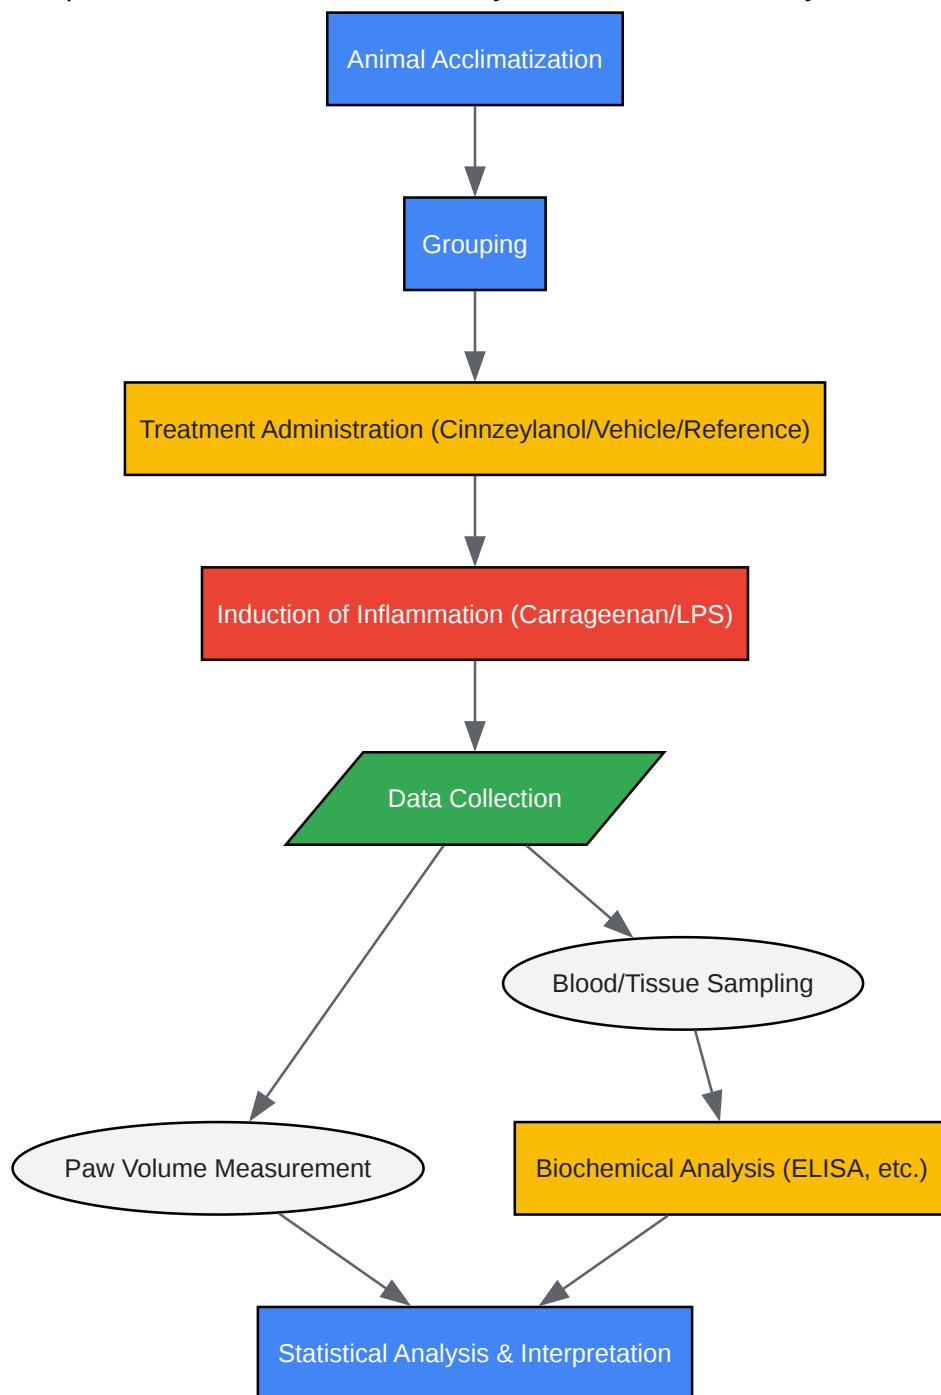 Animal Acclimatization
Grouping
Treatment Administration (Cinnzeylanol/Vehicle/Reference)
Induction of Inflammation (Carrageenan/LPS)
Data Collection
Blood/Tissue Sampling
Paw Volume Measurement
Biochemical Analysis (ELISA, etc.)
Statistical Analysis & Interpretation